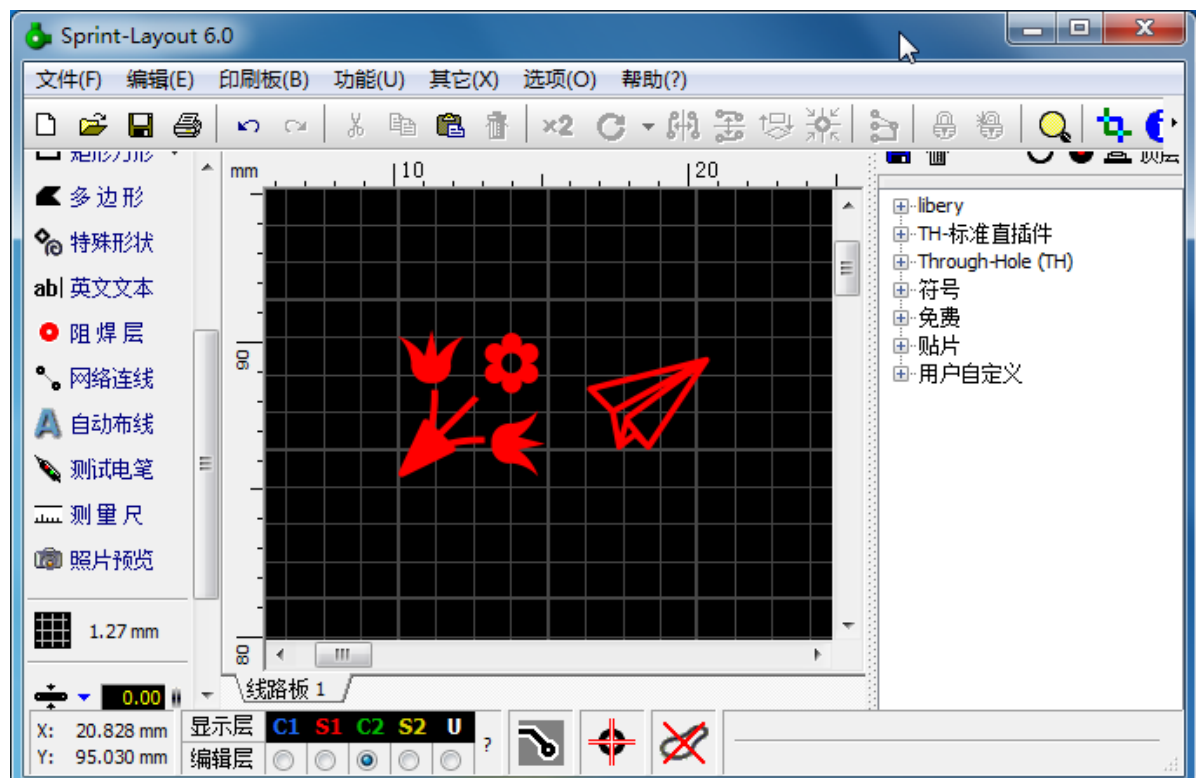 Sprint-Layout 6.0
文件(F) 编辑(E) 印刷板(B) 功能(U) 其它(X) 选项(O) 帮助(?)
×2
顶层
mm 10 20
多边形
特殊形状
ab| 英文文本
阻焊层
网络连线
自动布线
测试电笔
测量尺
照片预览
1.27 mm
0.00
90
80
libery
TH-标准直插件
Through-Hole (TH)
符号
免费
贴片
用户自定义
线路板 1
X: 20.828 mm
Y: 95.030 mm
显示层 C1 S1 C2 S2 U
编辑层
?